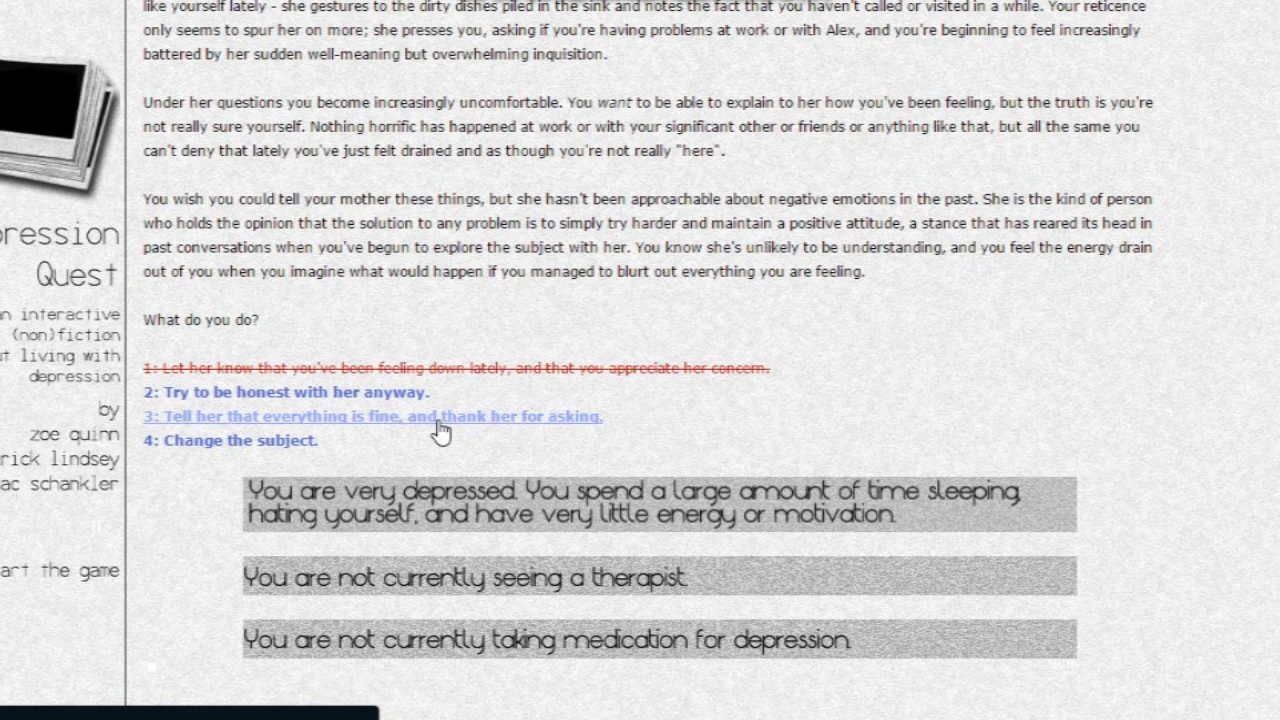 like yourself lately - she gestures to the dirty dishes piled in the sink and notes the fact that you haven't called or visited in a while. Your reticence
only seems to spur her on more; she presses you, asking if you're having problems at work or with Alex, and you're beginning to feel increasingly
battered by her sudden well-meaning but overwhelming inquisition.
Under her questions you become increasingly uncomfortable. You want to be able to explain to her how you've been feeling, but the truth is you're
not really sure yourself. Nothing horrific has happened at work or with your significant other or friends or anything like that, but all the same you
can't deny that lately you've just felt drained and as though you're not really "here".
You wish you could tell your mother these things, but she hasn't been approachable about negative emotions in the past. She is the kind of person
who holds the opinion that the solution to any problem is to simply try harder and maintain a positive attitude, a stance that has reared its head in
past conversations when you've begun to explore the subject with her. You know she's unlikely to be understanding, and you feel the energy drain
out of you when you imagine what would happen if you managed to blurt out everything you are feeling.
What do you do?
1: Let her know that you've been feeling down lately, and that you appreciate her concern.
2: Try to be honest with her anyway.
3: Tell her that everything is fine, and thank her for asking.
4: Change the subject.
You are very depressed. You spend a large amount of time sleeping,
hating yourself, and have very little energy or motivation.
You are not currently seeing a therapist.
You are not currently taking medication for depression.
pression
Quest
n interactive
(non)fiction
ut living with
depression
by
zoe quinn
rick lindsey
ac schankler
art the game